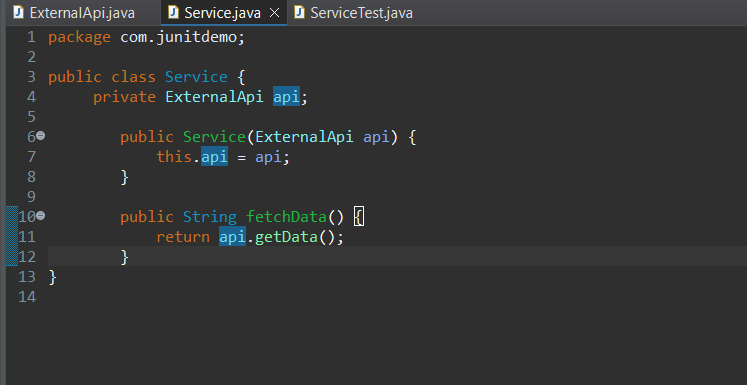 ExternalApi.java Service.java ServiceTest.java
1 package com.junitdemo;
2
3 public class Service {
4     private ExternalApi api;
5
6        public Service(ExternalApi api) {
7            this.api = api;
8        }
9
10        public String fetchData() {
11            return api.getData();
12        }
13 }
14